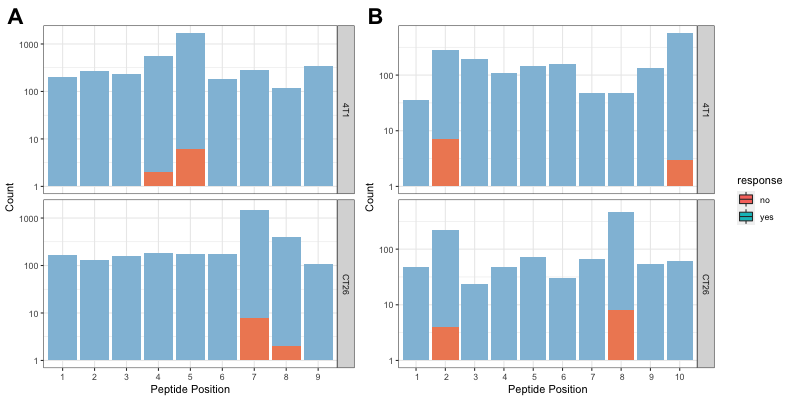 A
B
1000
100
10
1
4T1
1000
100
10
1
CT26
Count
1 2 3 4 5 6 7 8 9
Peptide Position
100
10
1
4T1
100
10
1
CT26
Count
1 2 3 4 5 6 7 8 9 10
Peptide Position
response
no
yes